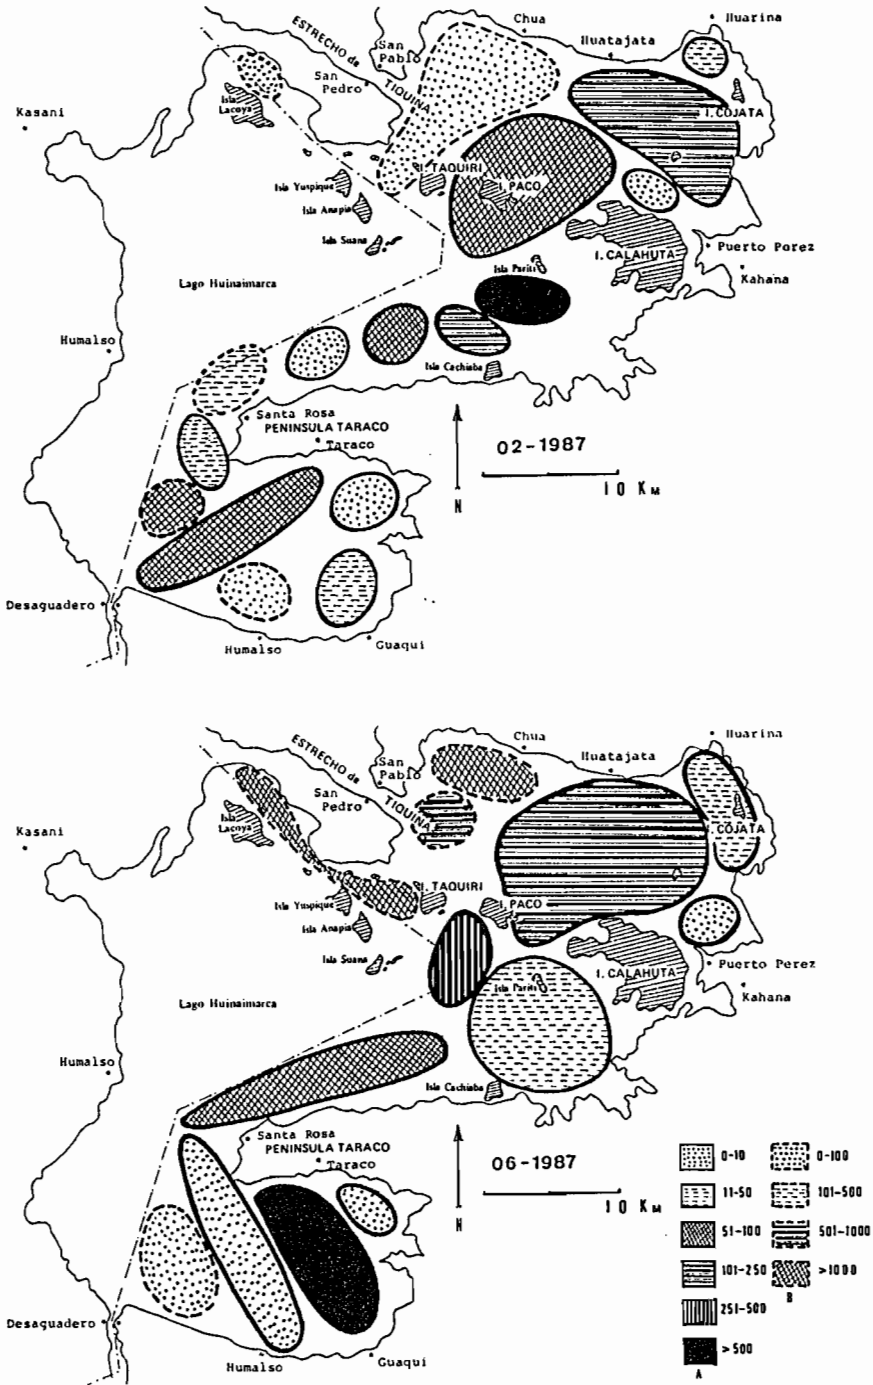 Chua
Huarina
ESTRECHO de
TIQUINA
San
Pablo
Huatajata
San
Pedro
Isla
Lacoya
Kasani
I. COJATA
I. TAQUIRI
I. PACO
Isla Yuspique
Isla Anapia
Isla Suana
I. CALAHUTA
Puerto Perez
Isla Pariti
Kahana
Lago Huinaimarca
Humalso
Isla Cachiaba
Santa Rosa
PENINSULA TARACO
Taraco
02-1987
10 KM
N
Desaguadero
Humalso
Guaqui
Chua
Huarina
ESTRECHO de
TIQUINA
San
Pablo
Huatajata
San
Pedro
Isla
Lacoya
Kasani
I. COJATA
I. TAQUIRI
I. PACO
Isla Yuspique
Isla Anapia
Isla Suana
I. CALAHUTA
Puerto Perez
Isla Pariti
Kahana
Lago Huinaimarca
Humalso
Isla Cachiaba
Santa Rosa
PENINSULA TARACO
Taraco
06-1987
10 KM
N
Desaguadero
Humalso
Guaqui
0-10
0-100
11-50
101-500
51-100
501-1000
101-250
>1000
B
251-500
>500
A